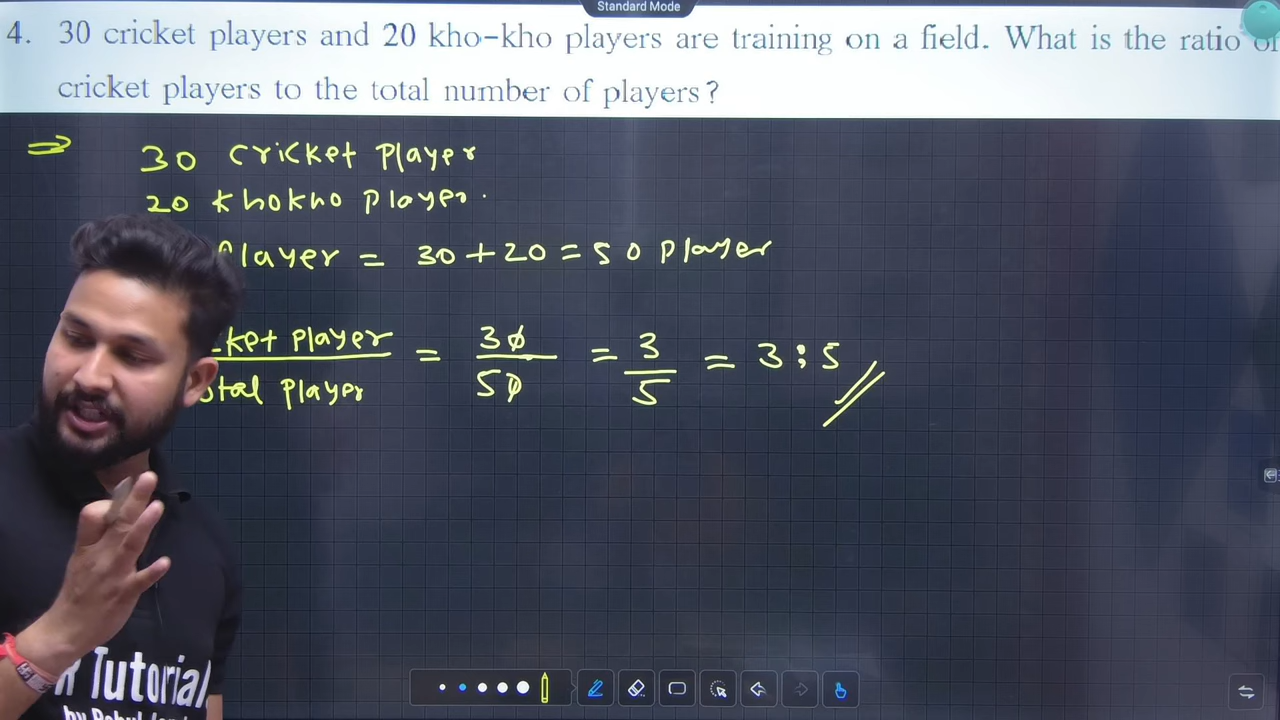 Standard Mode
4. 30 cricket players and 20 kho-kho players are training on a field. What is the ratio of
cricket players to the total number of players?
⇒ 30 cricket player
20 khokho player.
player = 30 + 20 = 50 player
player / player = 30/50 = 3/5 = 3:5
Tutorial
by